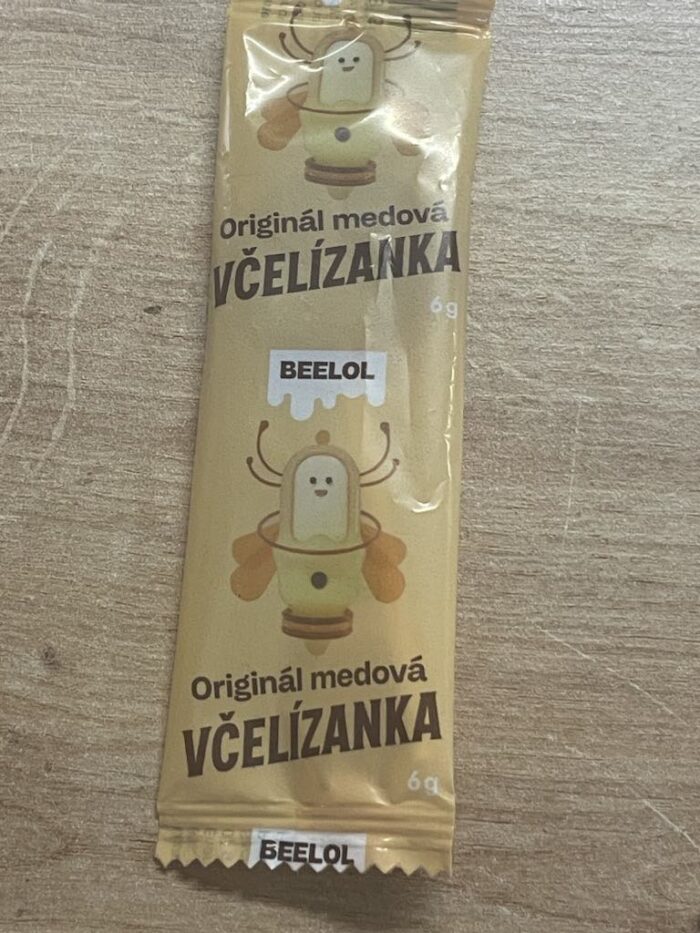 Originál medová
VČELÍZANKA
6g
BEELOL
Originál medová
VČELÍZANKA
6g
BEELOL